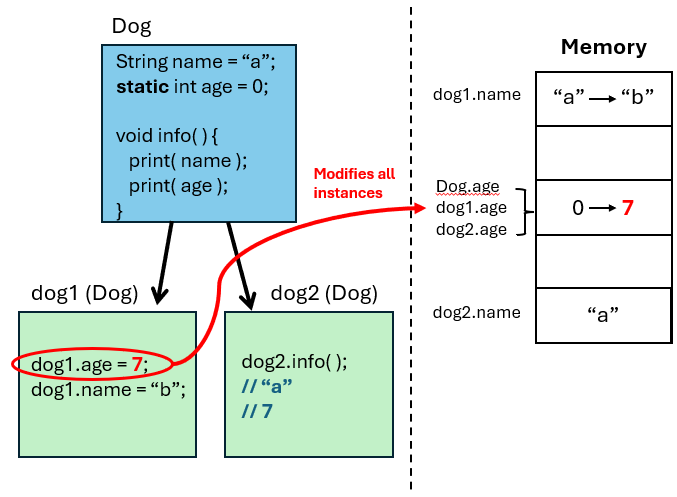 Dog
String name = “a”;
static int age = 0;
void info( ) {
print( name );
print( age );
}
Modifies all
instances
dog1 (Dog)
dog1.age = 7;
dog1.name = “b”;
dog2 (Dog)
dog2.info( );
// “a”
// 7
Memory
dog1.name
“a” “b”
Dog.age
dog1.age
dog2.age
0 7
dog2.name
“a”